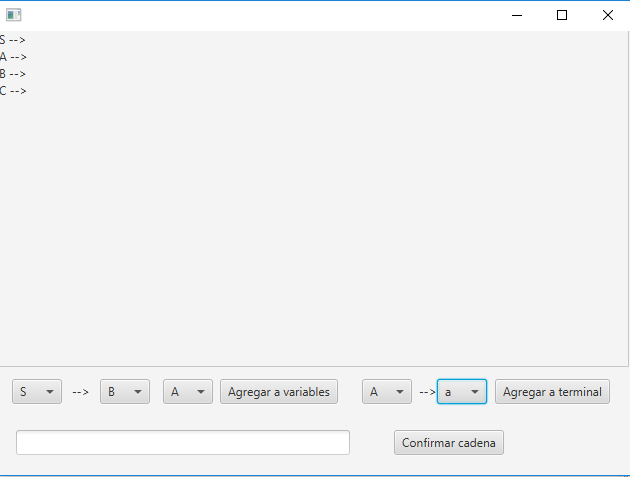 S -->
A -->
B -->
C -->
S --> B A Agregar a variables A --> a Agregar a terminal
Confirmar cadena